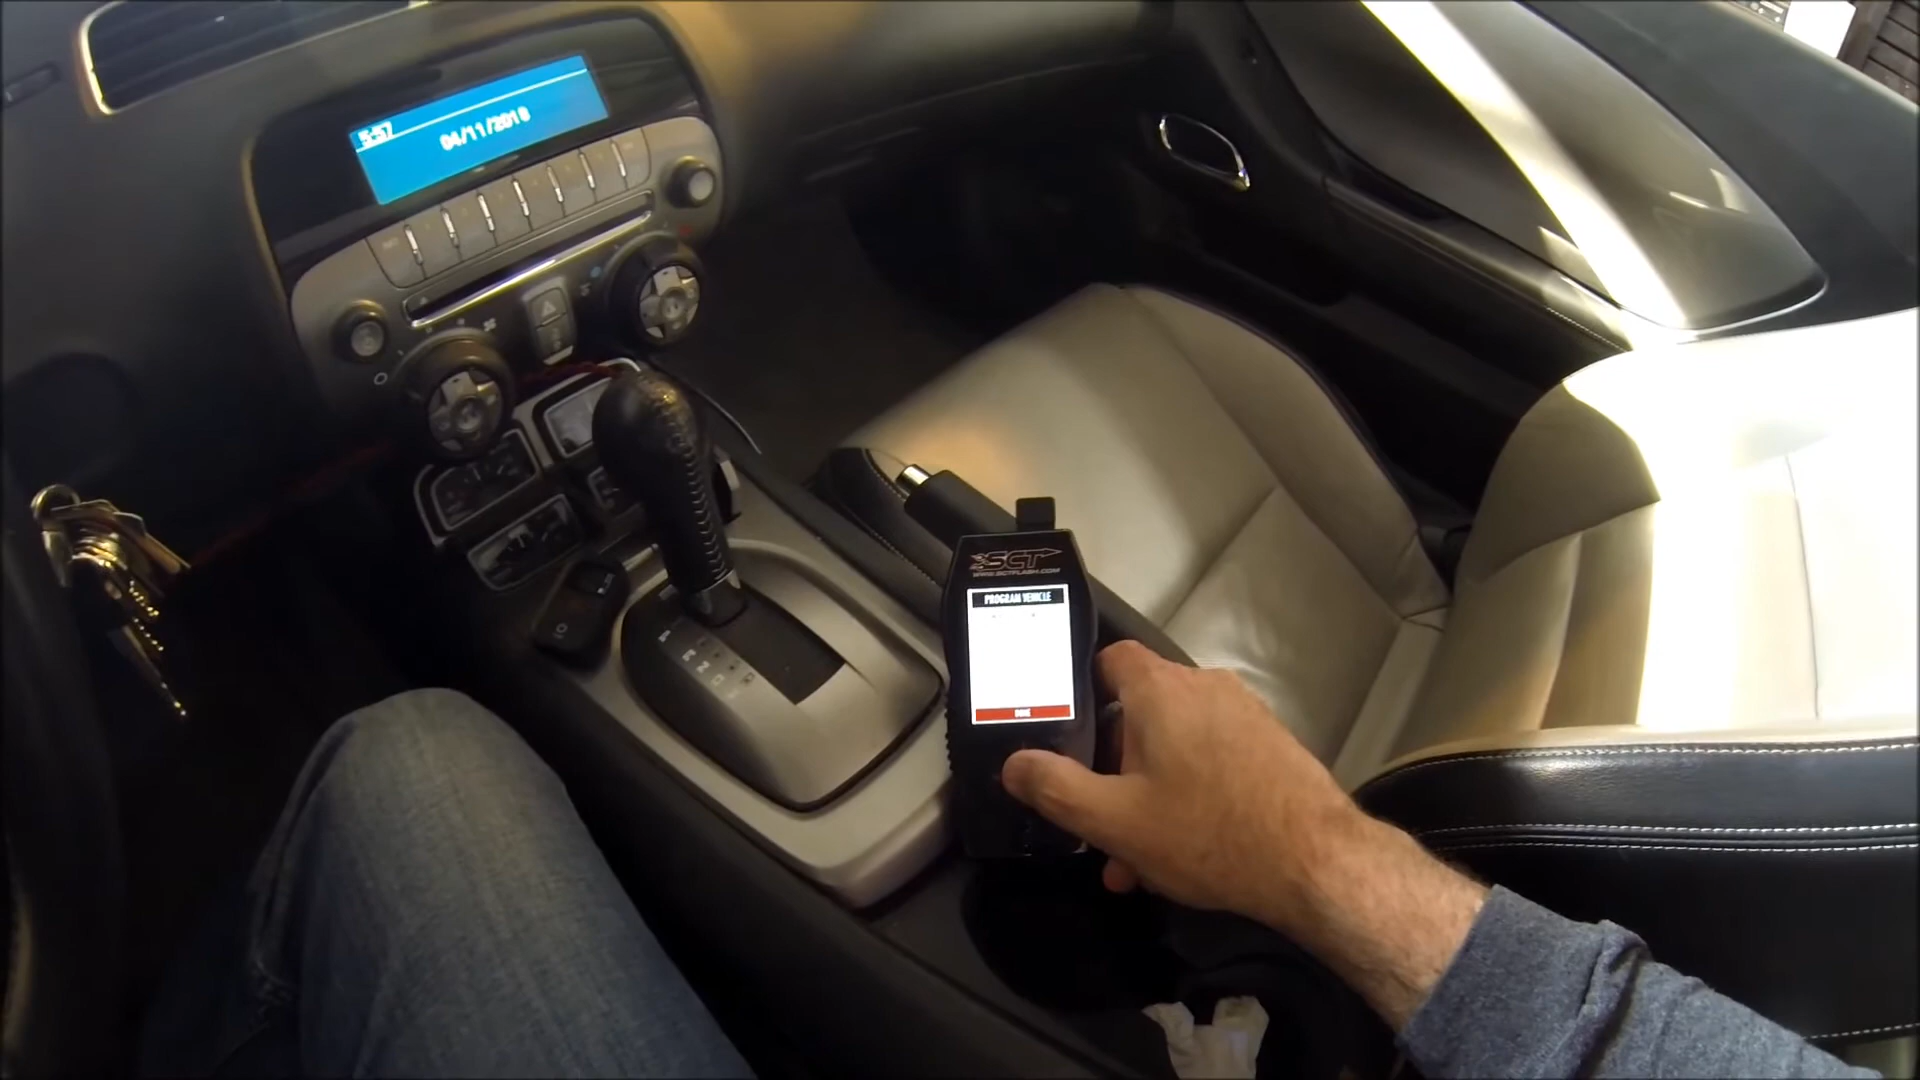 5:57
04/11/2018
SCT
WWW.SCTFLASH.COM
PROGRAM VEHICLE
DONE
P
R
N
D